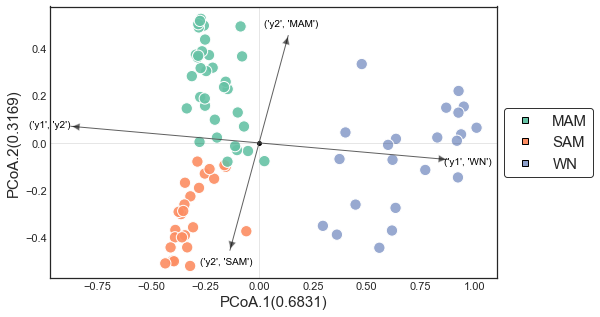 ('y2', 'MAM')
0.4
MAM
SAM
WN
0.2
('y1', 'y2')
0.0
('y1', 'WN')
−0.2
−0.4
('y2', 'SAM')
PCoA.2(0.3169)
−0.75 −0.50 −0.25 0.00 0.25 0.50 0.75 1.00
PCoA.1(0.6831)